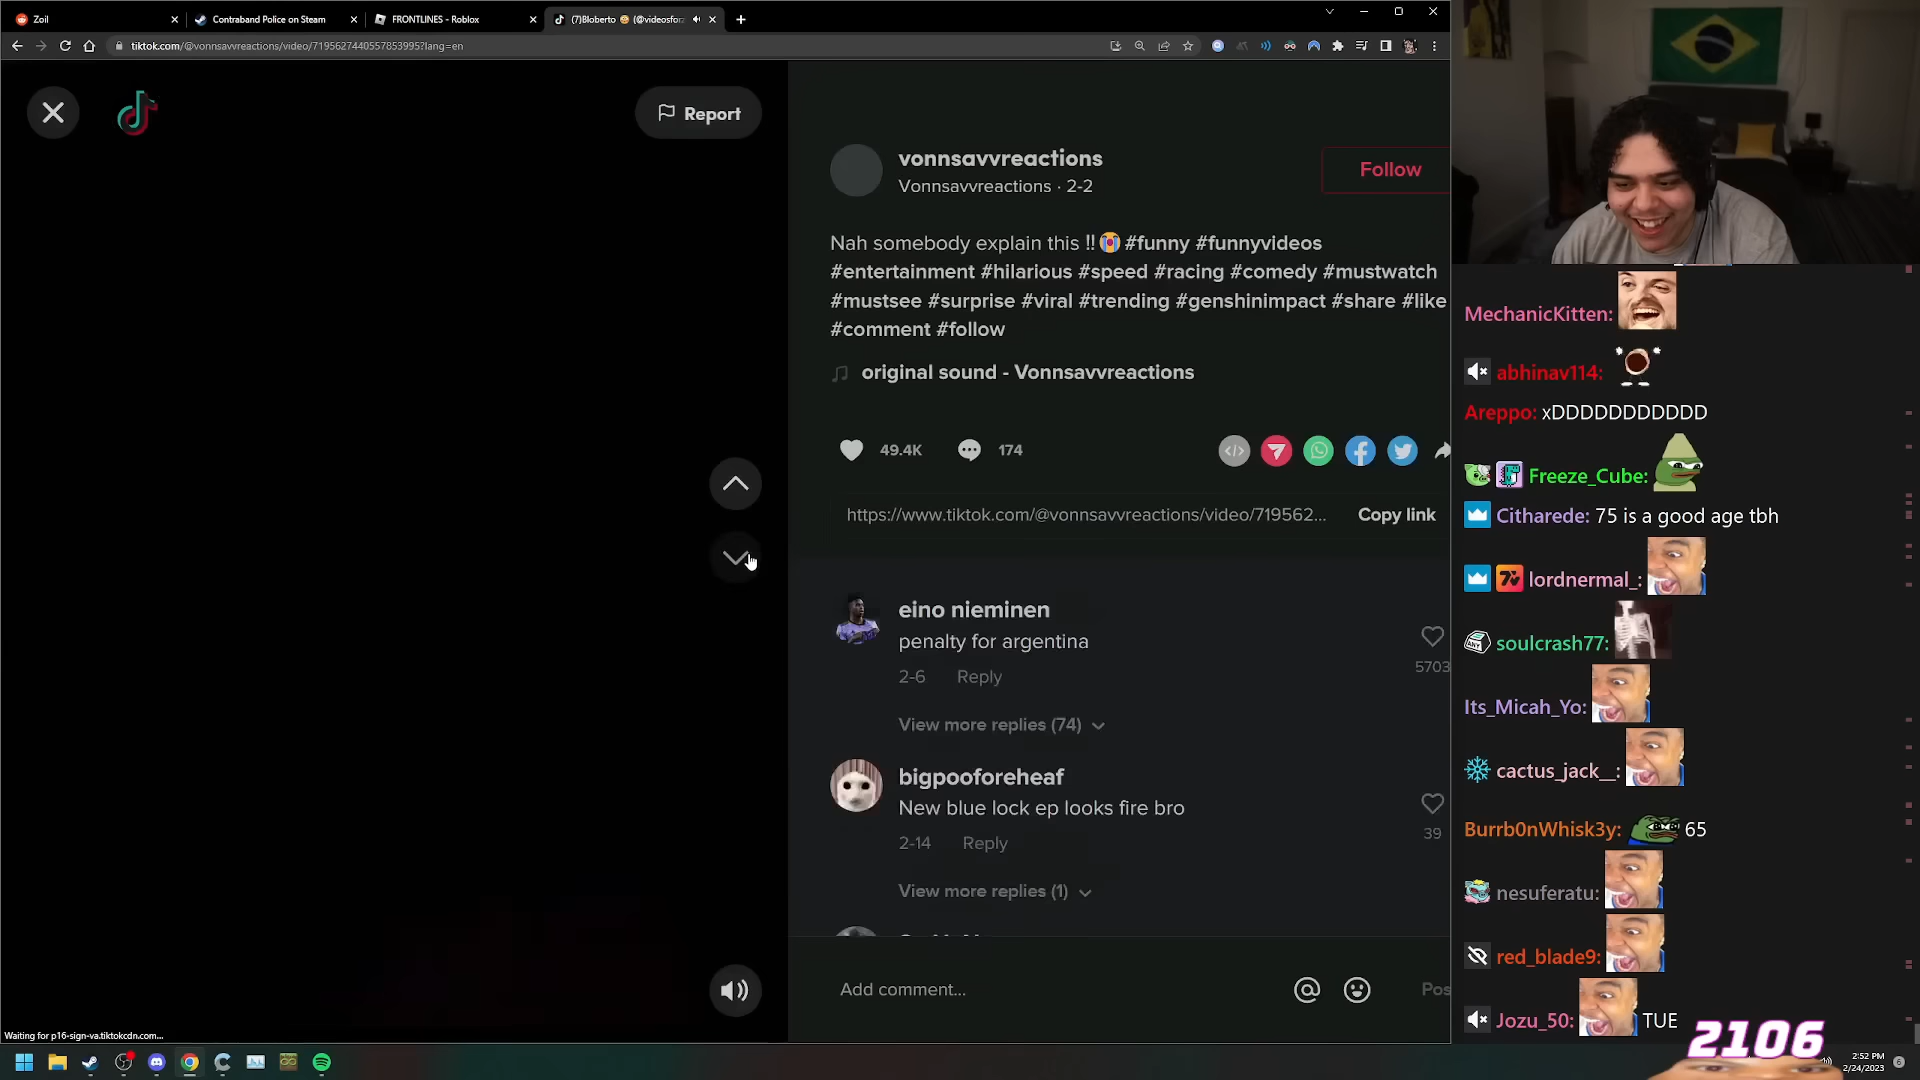 Zoil
Contraband Police on Steam
FRONTLINES - Roblox
(7)Bloberto
(@videosfor
tiktok.com/@vonnsavvreactions/video/7195627440557853995?lang=en
Report
vonnsavvreactions
Vonnsavvreactions · 2-2
Follow
Nah somebody explain this !!😭 #funny #funnyvideos
#entertainment #hilarious #speed #racing #comedy #mustwatch
#mustsee #surprise #viral #trending #genshinimpact #share #like
#comment #follow
original sound - Vonnsavvreactions
49.4K
174
https://www.tiktok.com/@vonnsavvreactions/video/719562...
Copy link
eino nieminen
penalty for argentina
5703
2-6 Reply
View more replies (74)
bigpooforeheaf
New blue lock ep looks fire bro
39
2-14 Reply
View more replies (1)
Add comment...
Pos
Waiting for p16-sign-va.tiktokcdn.com...
MechanicKitten:
abhinav114:
Areppo: xDDDDDDDDDDD
Freeze_Cube:
Citharede: 75 is a good age tbh
lordnermal_:
soulcrash77:
Its_Micah_Yo:
cactus_jack__:
Burrb0nWhisk3y: 65
nesuferatu:
red_blade9:
Jozu_50: TUE
2106
2:52 PM
2/24/2023